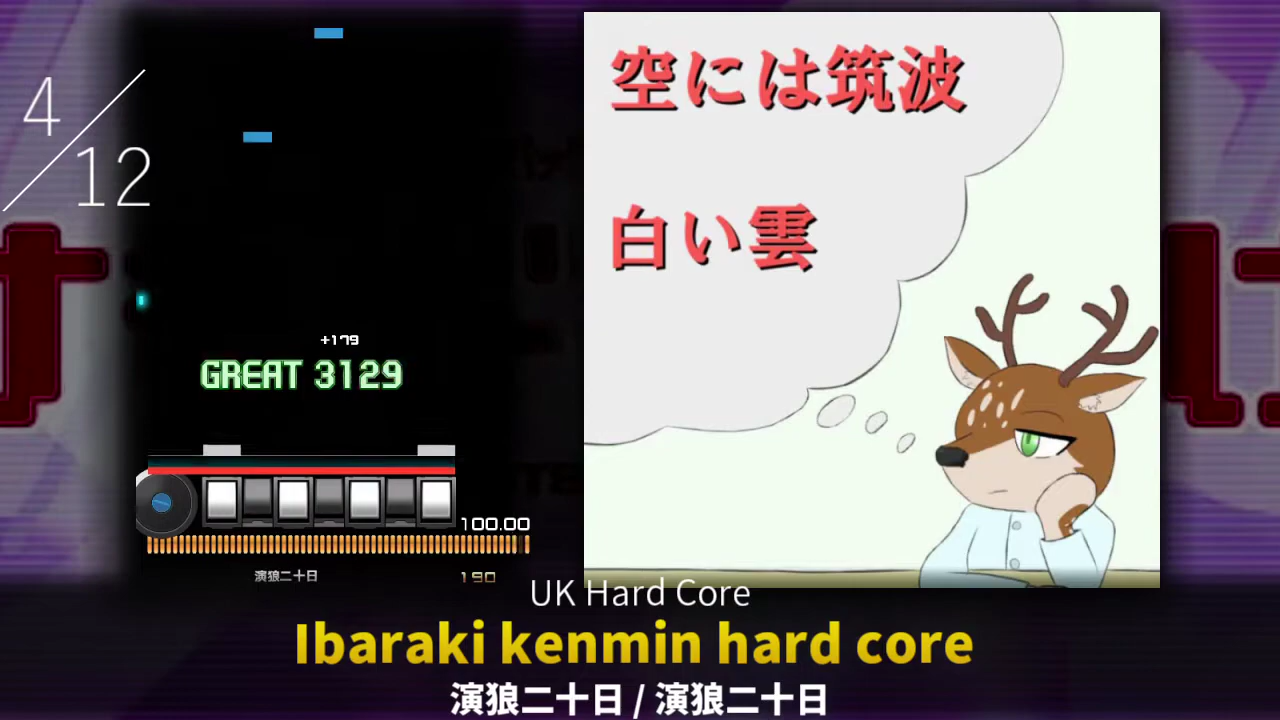 4/12
空には筑波
白い雲
+179
GREAT 3129
100.00
演狼二十日
190
UK Hard Core
Ibaraki kenmin hard core
演狼二十日 / 演狼二十日